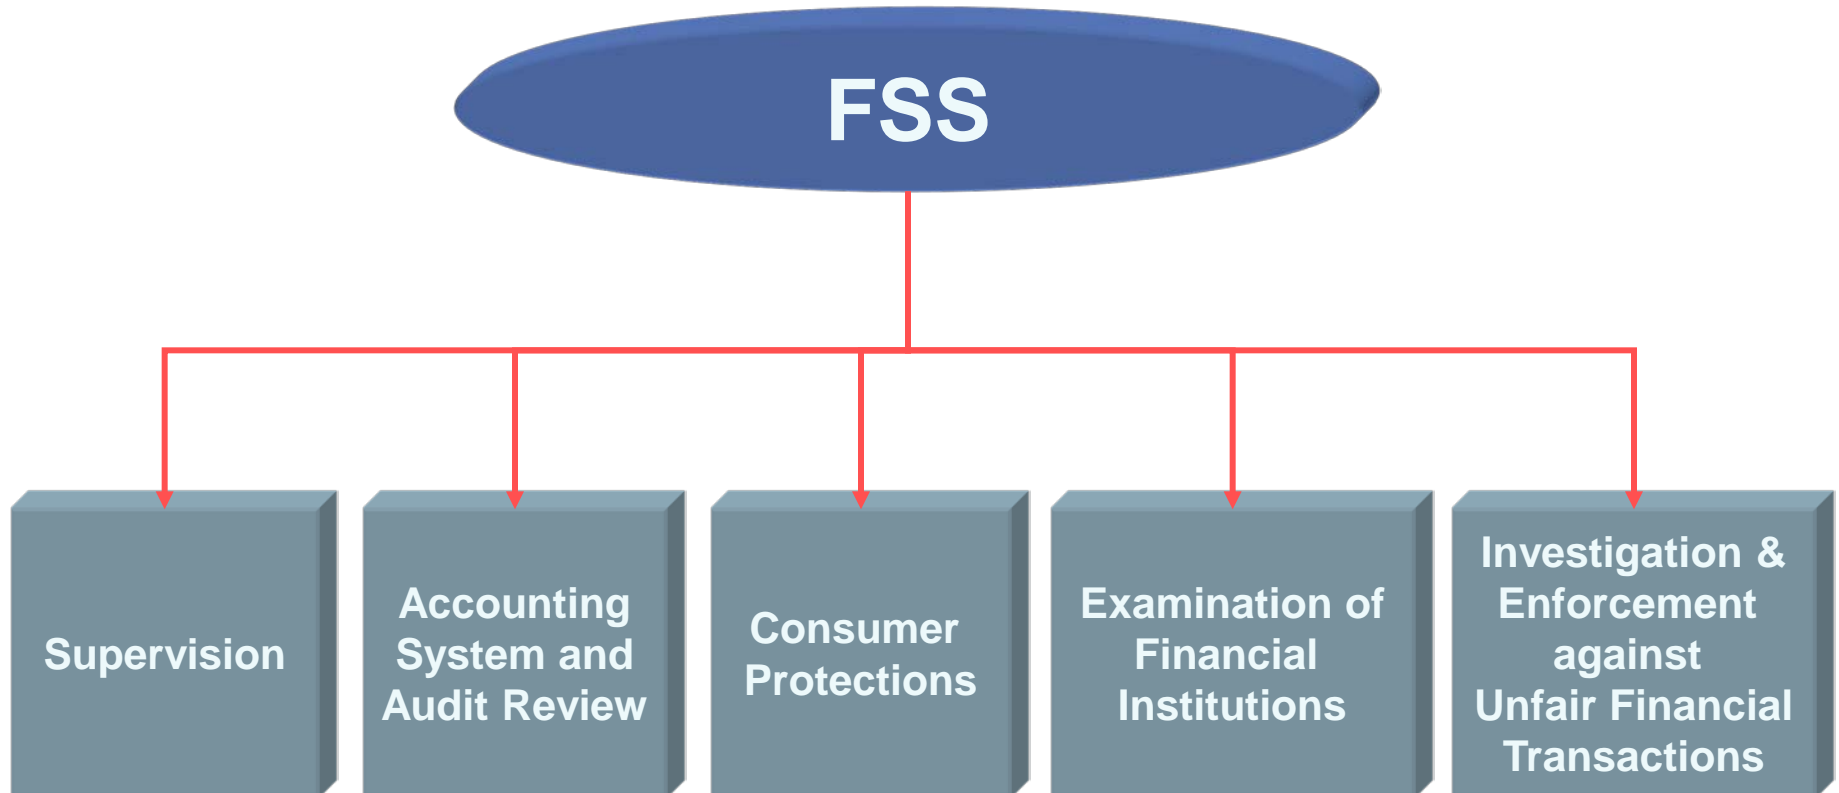 FSS
Supervision
Accounting
System and
Audit Review
Consumer
Protections
Examination of
Financial
Institutions
Investigation &
Enforcement
against
Unfair Financial
Transactions